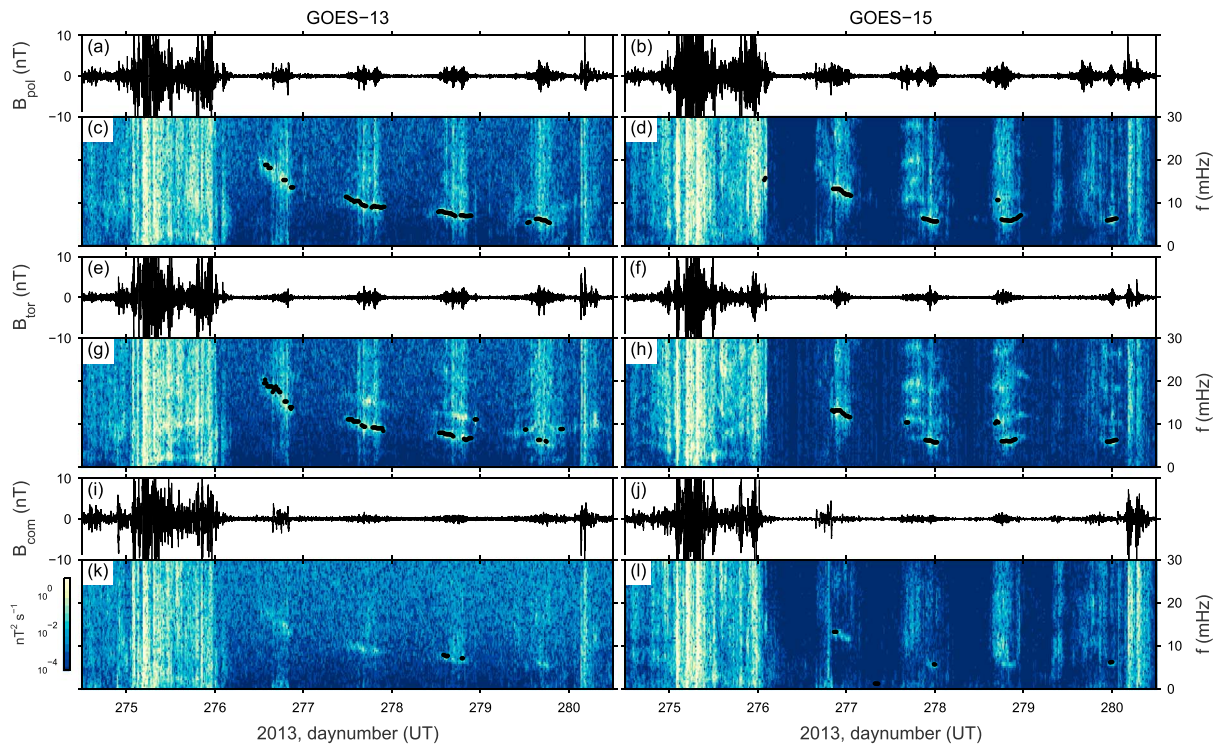 GOES−13 GOES−15
(a) (b)
B_pol (nT) 10 0 −10
(c) (d)
30 20 10 0 f (mHz)
(e) (f)
B_tor (nT) 10 0 −10
(g) (h)
30 20 10 0 f (mHz)
(i) (j)
B_com (nT) 10 0 −10
(k) (l)
nT² s⁻¹ 10⁰ 10⁻² 10⁻⁴
30 20 10 0 f (mHz)
275 276 277 278 279 280 275 276 277 278 279 280
2013, daynumber (UT) 2013, daynumber (UT)